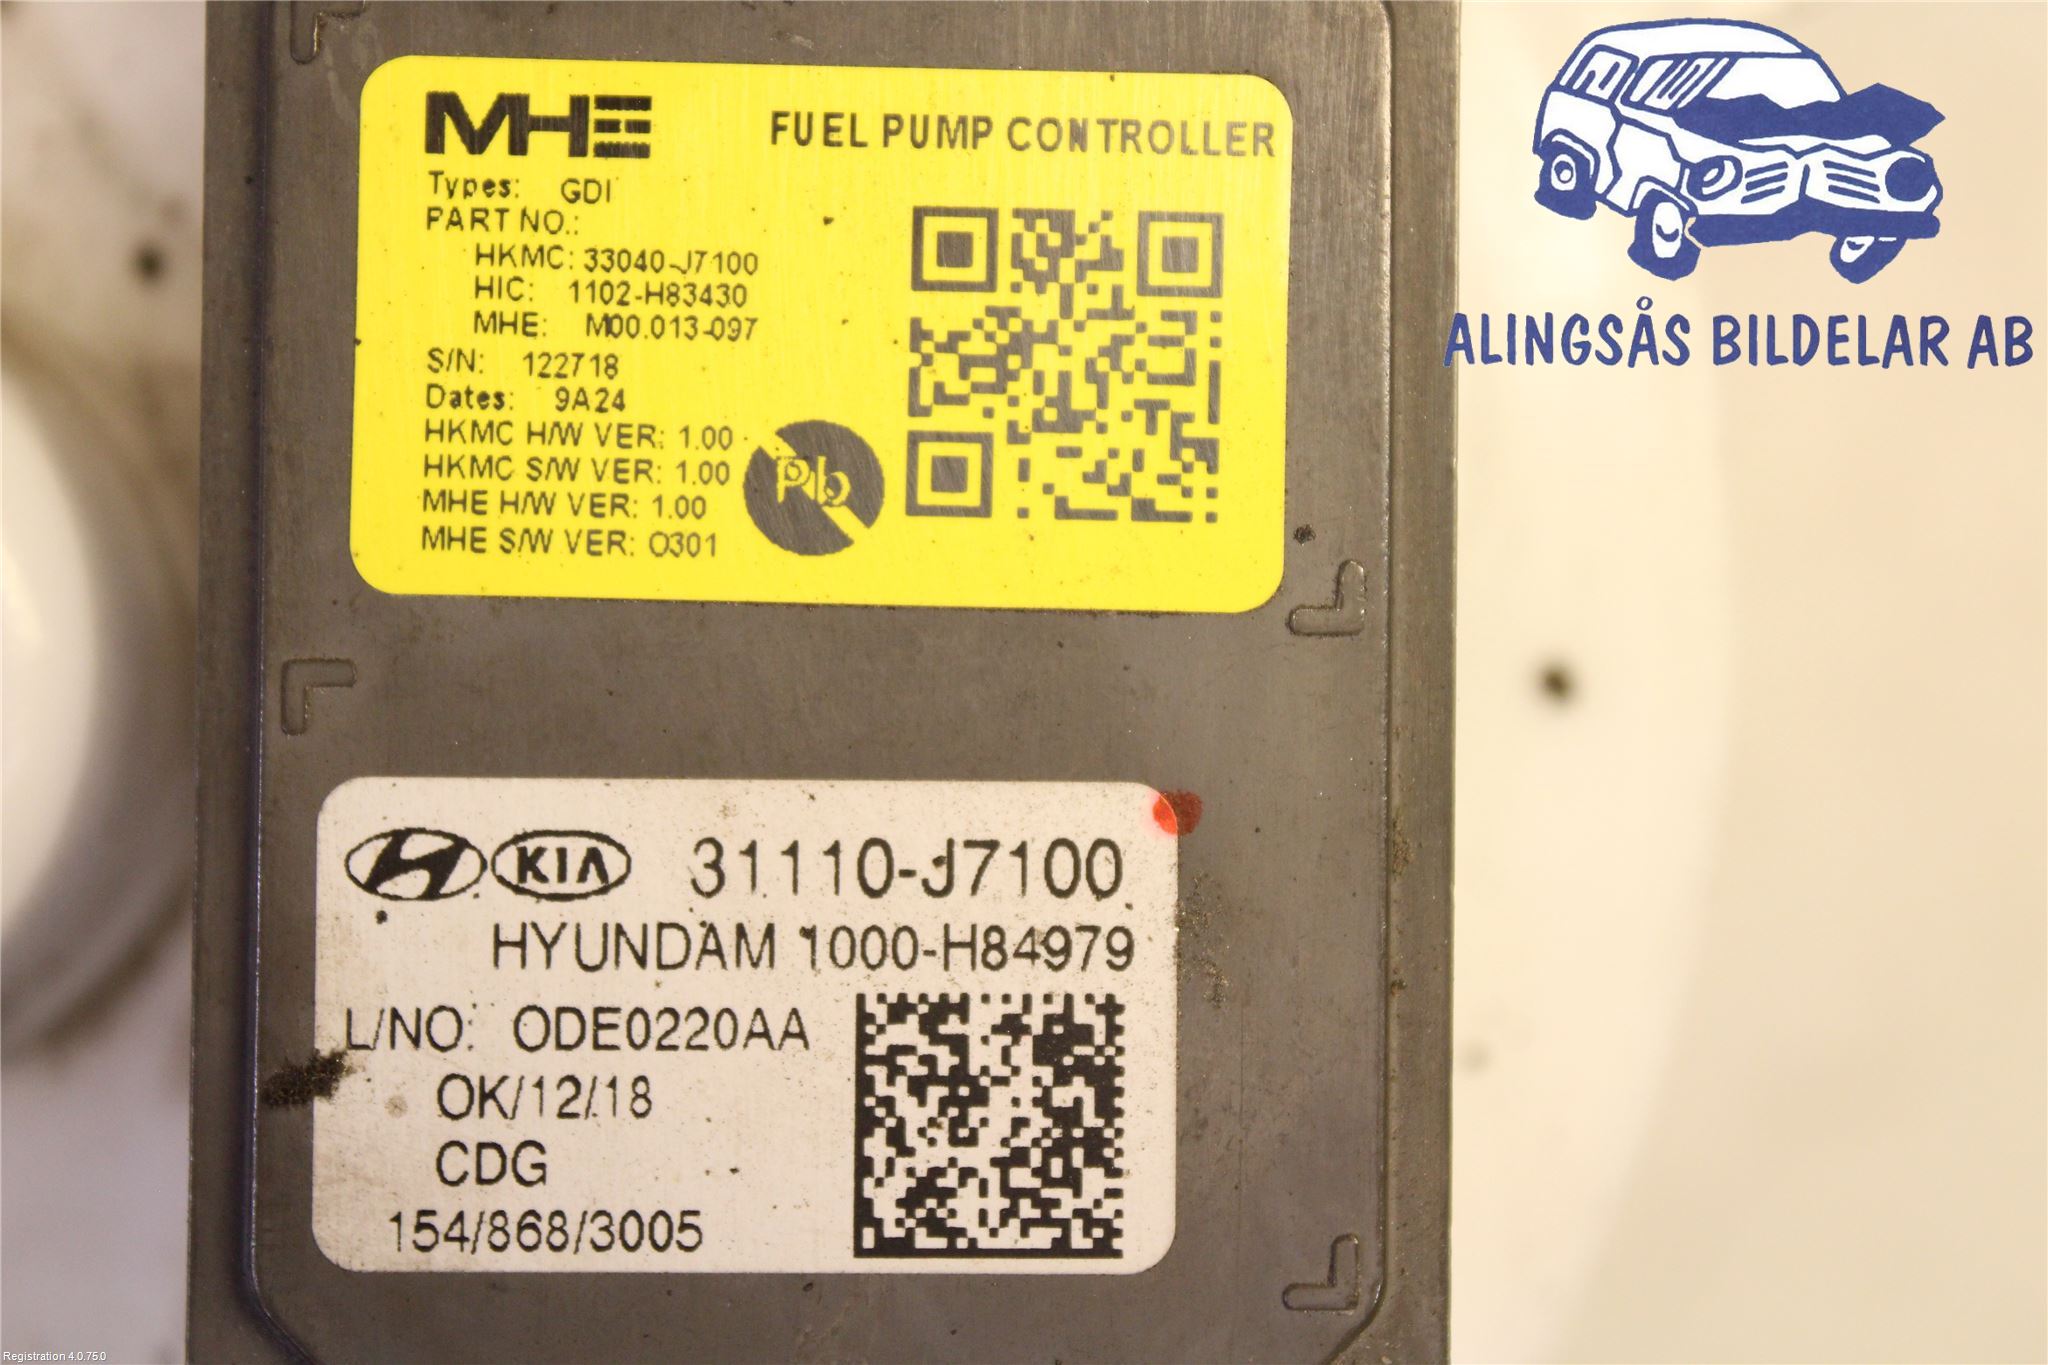 MHE
FUEL PUMP CONTROLLER
Types: GDI
PART NO.:
HKMC: 33040-J7100
HIC: 1102-H83430
MHE: M00.013-097
S/N: 122718
Dates: 9A24
HKMC H/W VER: 1.00
HKMC S/W VER: 1.00
MHE H/W VER: 1.00
MHE S/W VER: O301
Pb
KIA 31110-J7100
HYUNDAM 1000-H84979
L/NO: ODE0220AA
OK/12/18
CDG
154/868/3005
ALINGSÅS BILDELAR AB
Registration 4.0.75.0